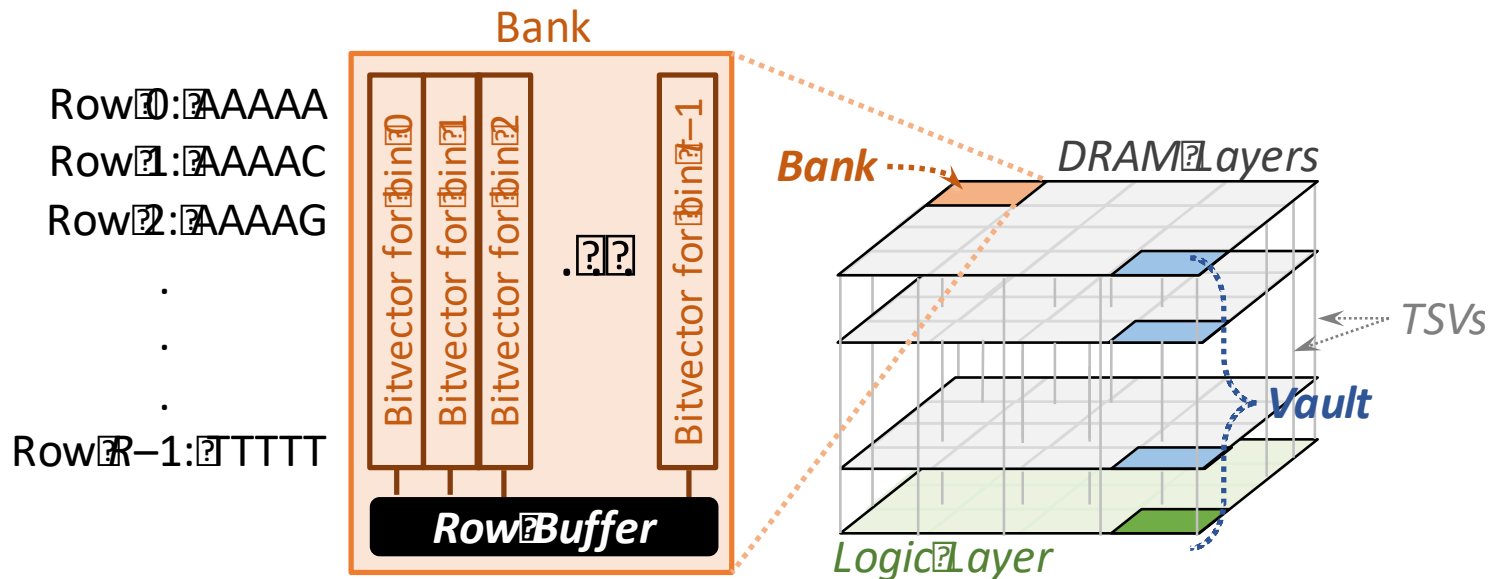 Bank
Row 0: AAAAA
Row 1: AAAAC
Row 2: AAAAG
.
.
.
Row R–1: TTTTT
Bitvector for bin 0
Bitvector for bin 1
Bitvector for bin 2
. . .
Bitvector for bin t–1
Row Buffer
Bank
DRAM Layers
TSVs
Vault
Logic Layer